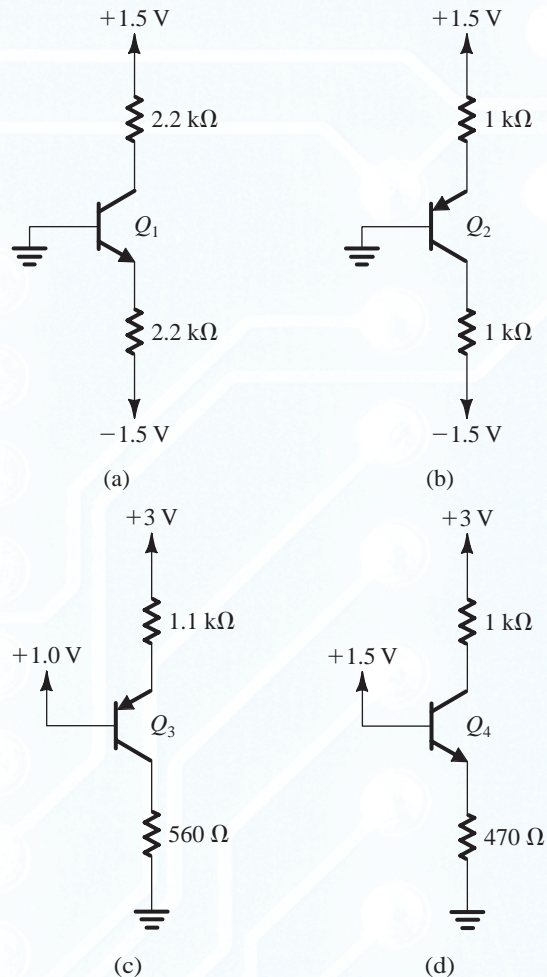 +1.5 V
2.2 kΩ
Q1
2.2 kΩ
−1.5 V
(a)
+1.5 V
1 kΩ
Q2
1 kΩ
−1.5 V
(b)
+3 V
1.1 kΩ
+1.0 V
Q3
560 Ω
(c)
+3 V
1 kΩ
+1.5 V
Q4
470 Ω
(d)